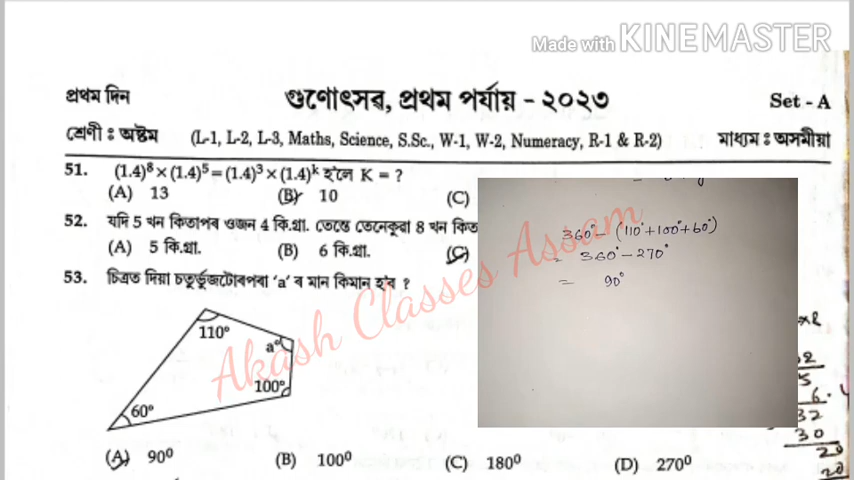 Made with KINEMASTER
প্ৰথম দিন গুণোৎসৱ, প্ৰথম পৰ্যায় - ২০২৩ Set - A
শ্ৰেণী : অষ্টম (L-1, L-2, L-3, Maths, Science, S.Sc., W-1, W-2, Numeracy, R-1 & R-2) মাধ্যম : অসমীয়া
51. (1.4)⁸ × (1.4)⁵ = (1.4)³ × (1.4)ᵏ হ'লে K = ?
(A) 13 (B) 10 (C)
52. যদি 5 খন কিতাপৰ ওজন 4 কি.গ্ৰা. তেন্তে তেনেকুৱা 8 খন কিত
(A) 5 কি.গ্ৰা. (B) 6 কি.গ্ৰা. (C)
53. চিত্ৰত দিয়া চতুৰ্ভুজটোৰপৰা 'a' ৰ মান কিমান হ'ব ?
360° - (110° + 100° + 60°)
= 360° - 270°
= 90°
Akash Classes Assam
110°
a°
100°
60°
(A) 90⁰ (B) 100⁰ (C) 180⁰ (D) 270⁰